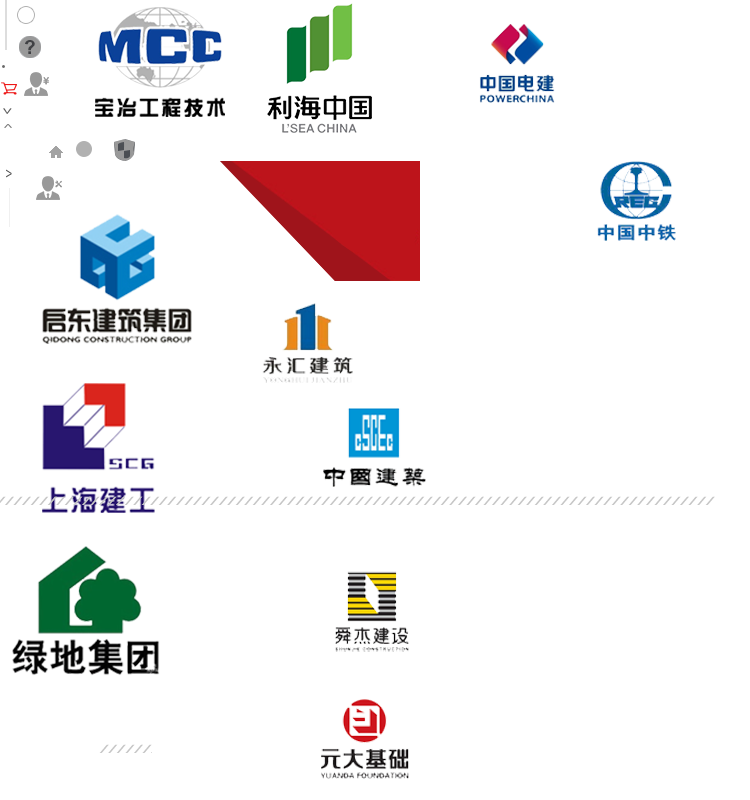 MCC
宝冶工程技术
利海中国
L'SEA CHINA
中国电建
POWERCHINA
?
¥
CREC
中国中铁
启东建筑集团
QIDONG CONSTRUCTION GROUP
永汇建筑
YONGHUI JIANZHU
SCG
上海建工
CSCEC
中國建築
绿地集团
舜杰建设
SHUNJIE CONSTRUCTION
元大基础
YUANDA FOUNDATION